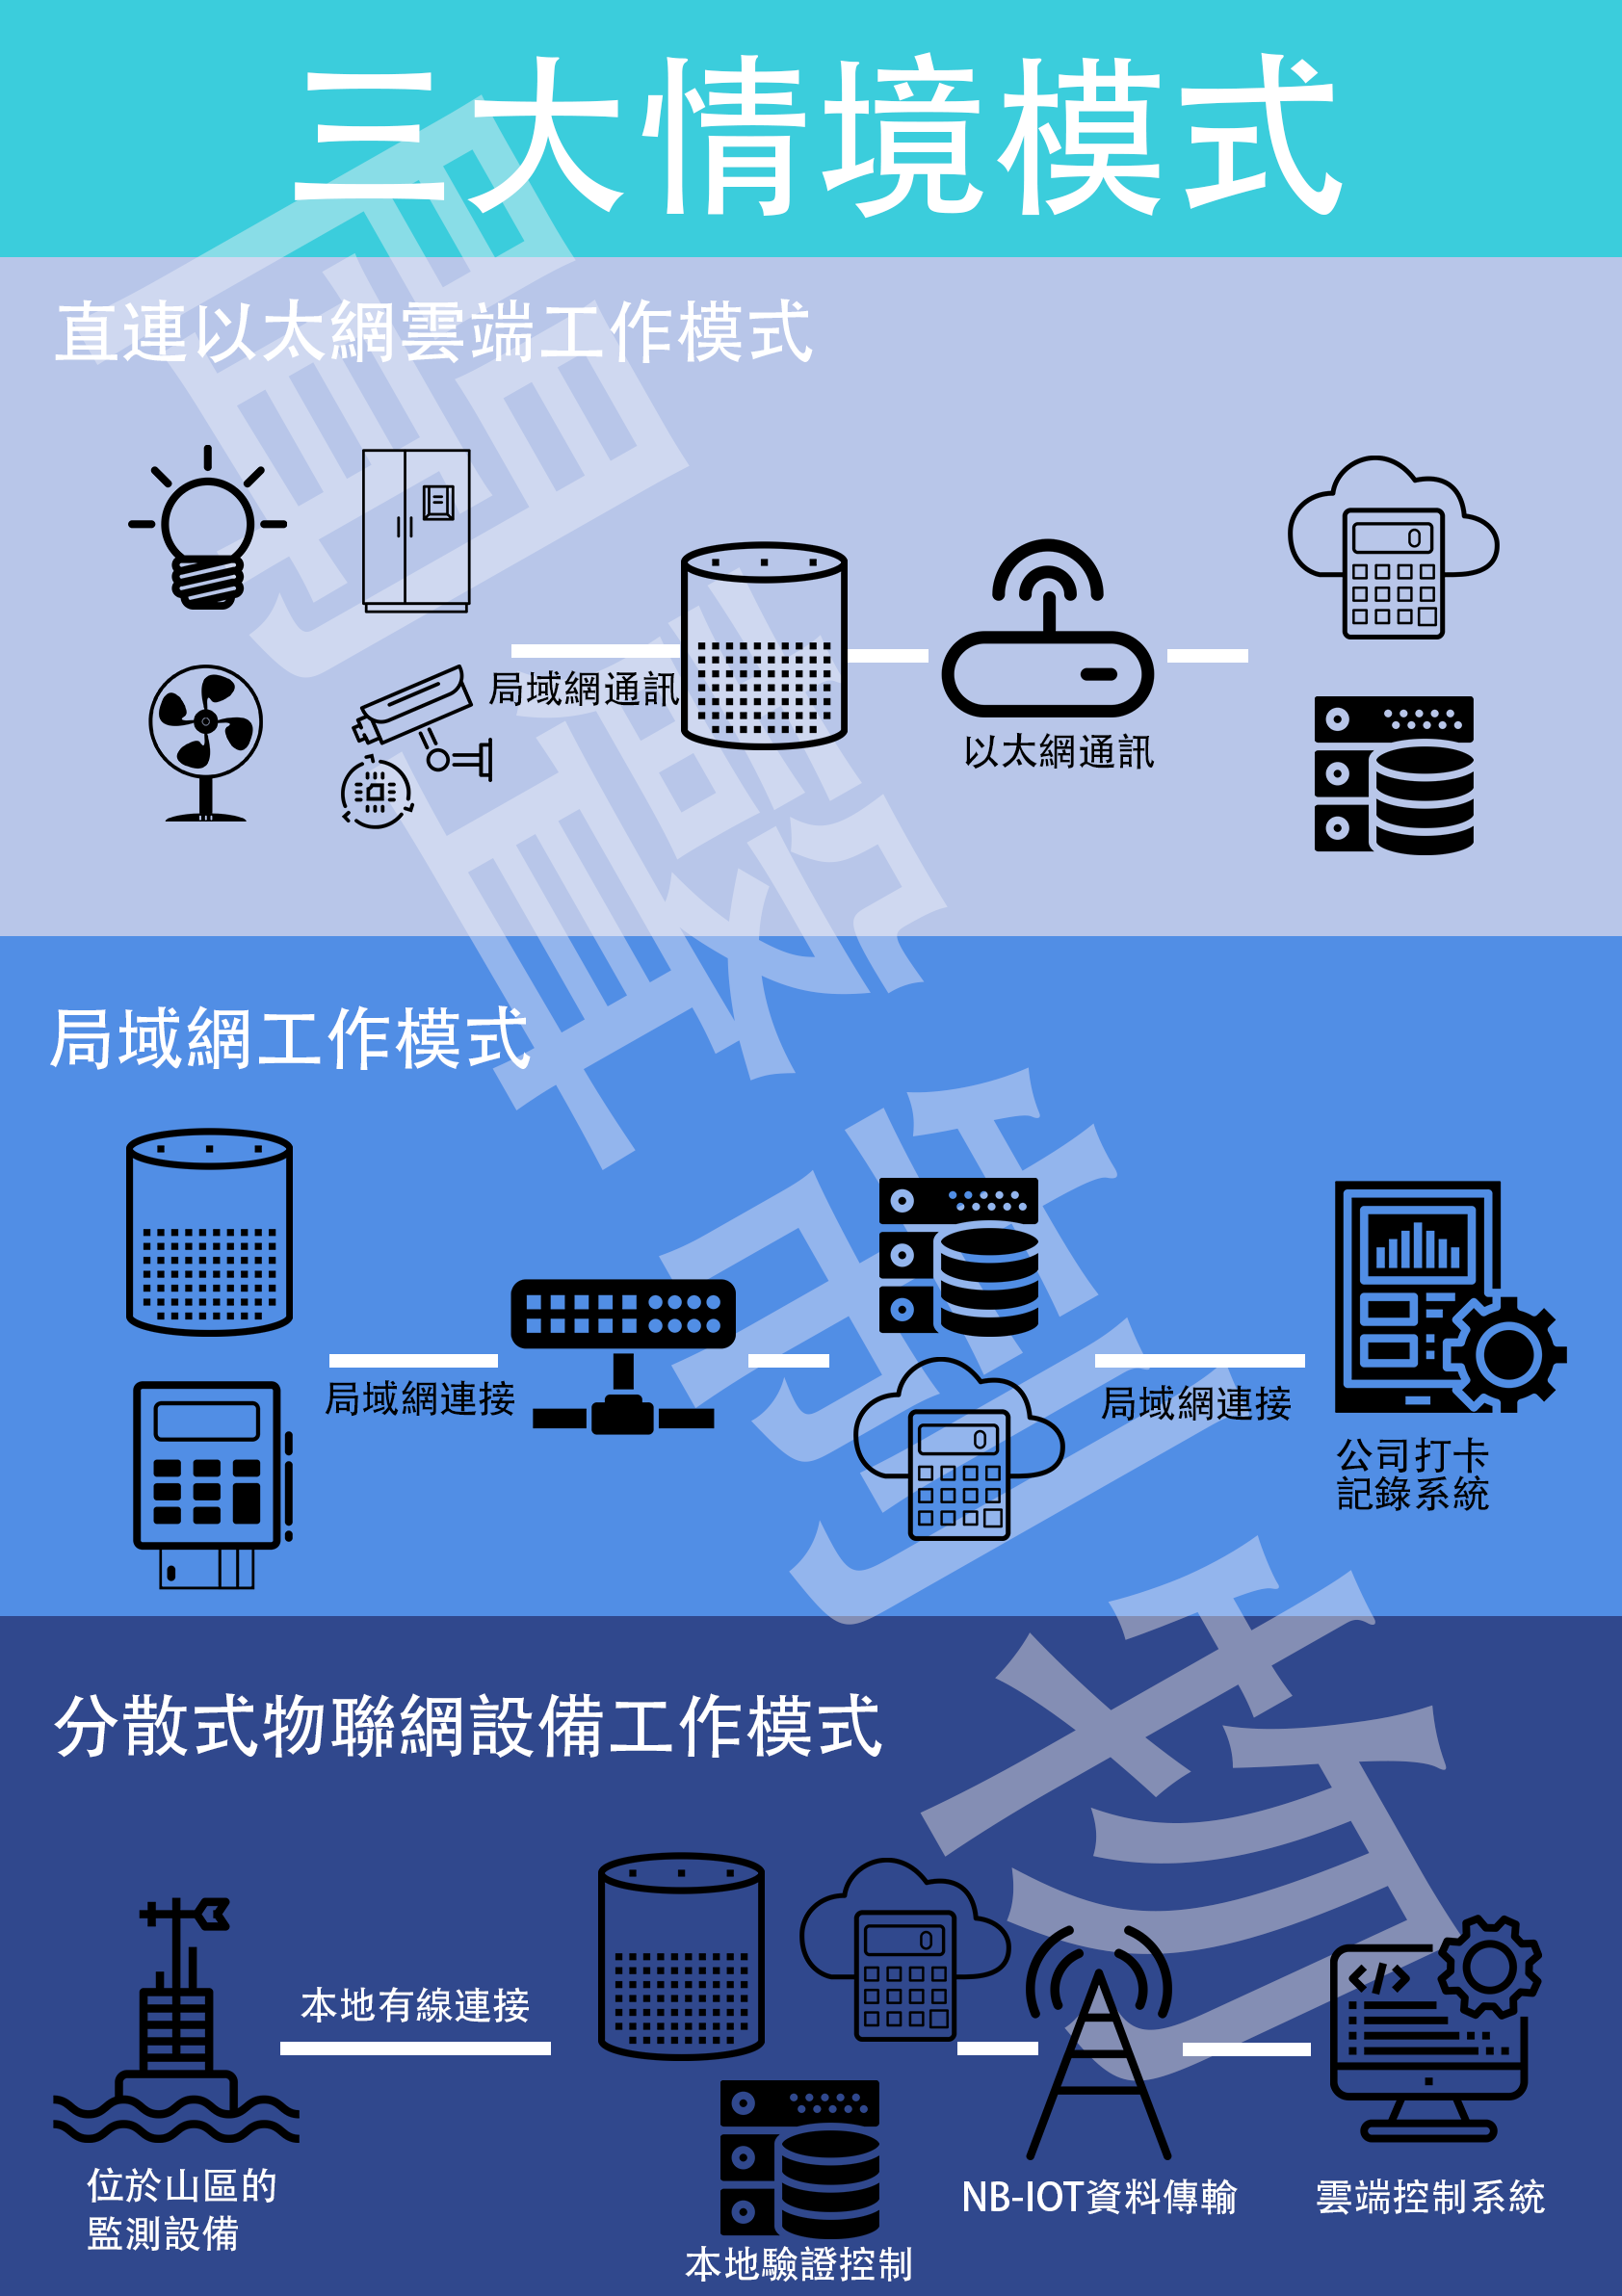 三大情境模式
直連以太網雲端工作模式
局域網通訊
以太網通訊
局域網工作模式
局域網連接
局域網連接
公司打卡
記錄系統
分散式物聯網設備工作模式
本地有線連接
位於山區的
監測設備
本地驗證控制
NB-IOT資料傳輸
雲端控制系統